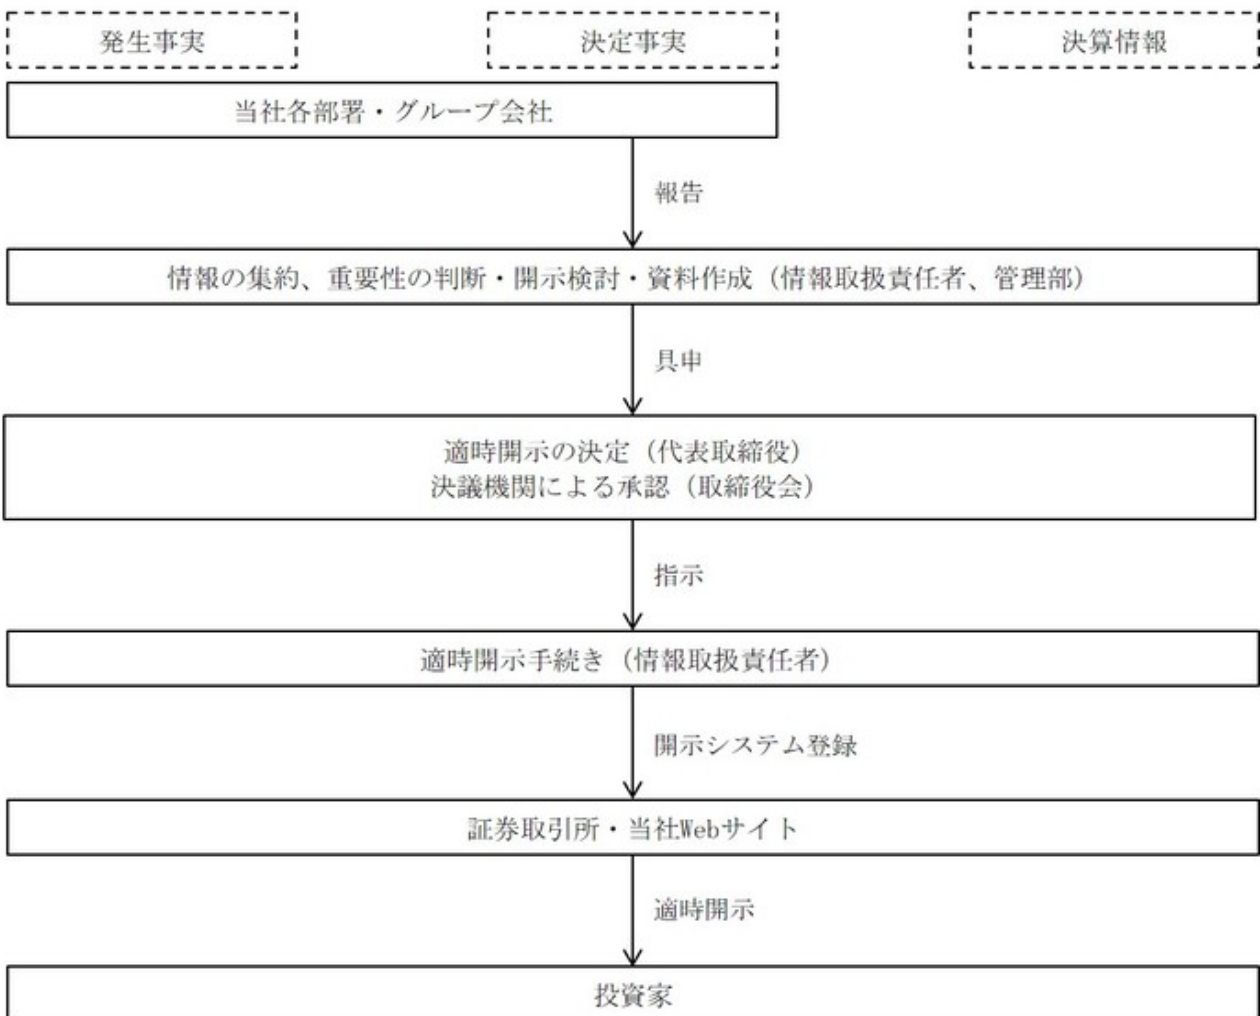 発生事実
決定事実
決算情報
当社各部署・グループ会社
報告
情報の集約、重要性の判断・開示検討・資料作成（情報取扱責任者、管理部）
具申
適時開示の決定（代表取締役）
決議機関による承認（取締役会）
指示
適時開示手続き（情報取扱責任者）
開示システム登録
証券取引所・当社Webサイト
適時開示
投資家